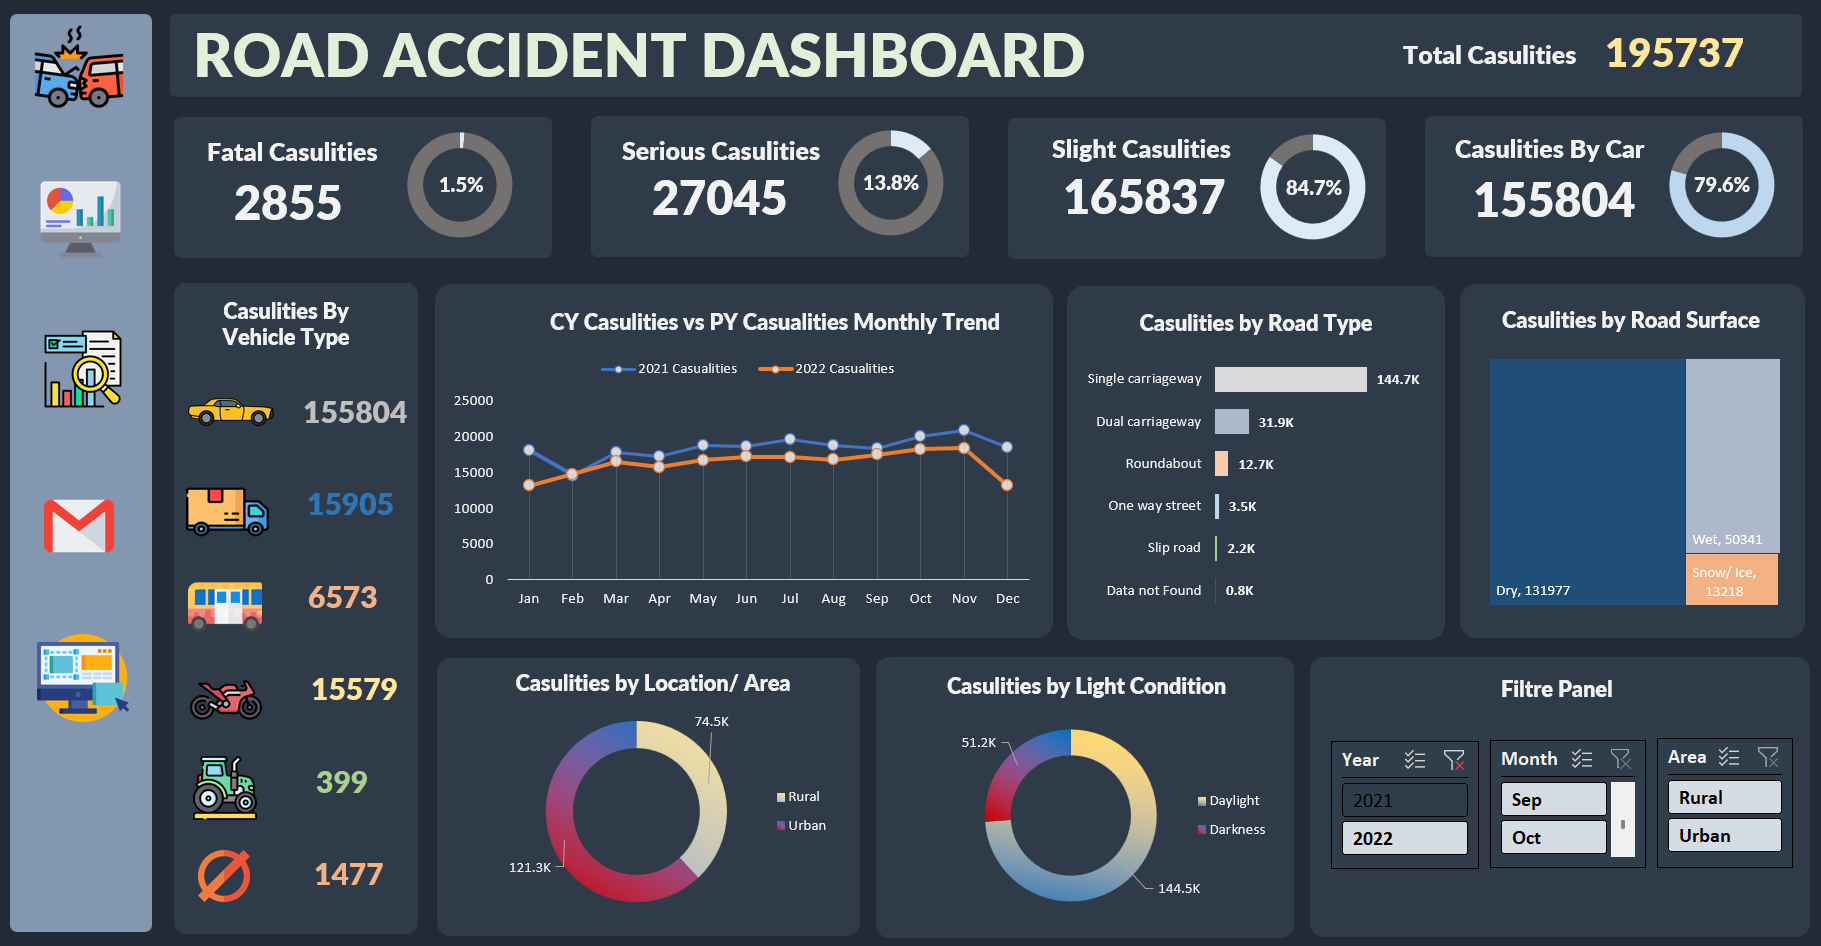 ROAD ACCIDENT DASHBOARD
Total Casulities 195737
Fatal Casulities
2855
1.5%
Serious Casulities
27045
13.8%
Slight Casulities
165837
84.7%
Casulities By Car
155804
79.6%
Casulities By
Vehicle Type
155804
15905
6573
15579
399
1477
CY Casulities vs PY Casualities Monthly Trend
2021 Casualities 2022 Casualities
25000
20000
15000
10000
5000
0
Jan Feb Mar Apr May Jun Jul Aug Sep Oct Nov Dec
Casulities by Road Type
Single carriageway 144.7K
Dual carriageway 31.9K
Roundabout 12.7K
One way street 3.5K
Slip road 2.2K
Data not Found 0.8K
Casulities by Road Surface
Wet, 50341
Snow/ Ice,
13218
Dry, 131977
Casulities by Location/ Area
74.5K
Rural
Urban
121.3K
Casulities by Light Condition
51.2K
Daylight
Darkness
144.5K
Filtre Panel
Year
2021
2022
Month
Sep
Oct
Area
Rural
Urban